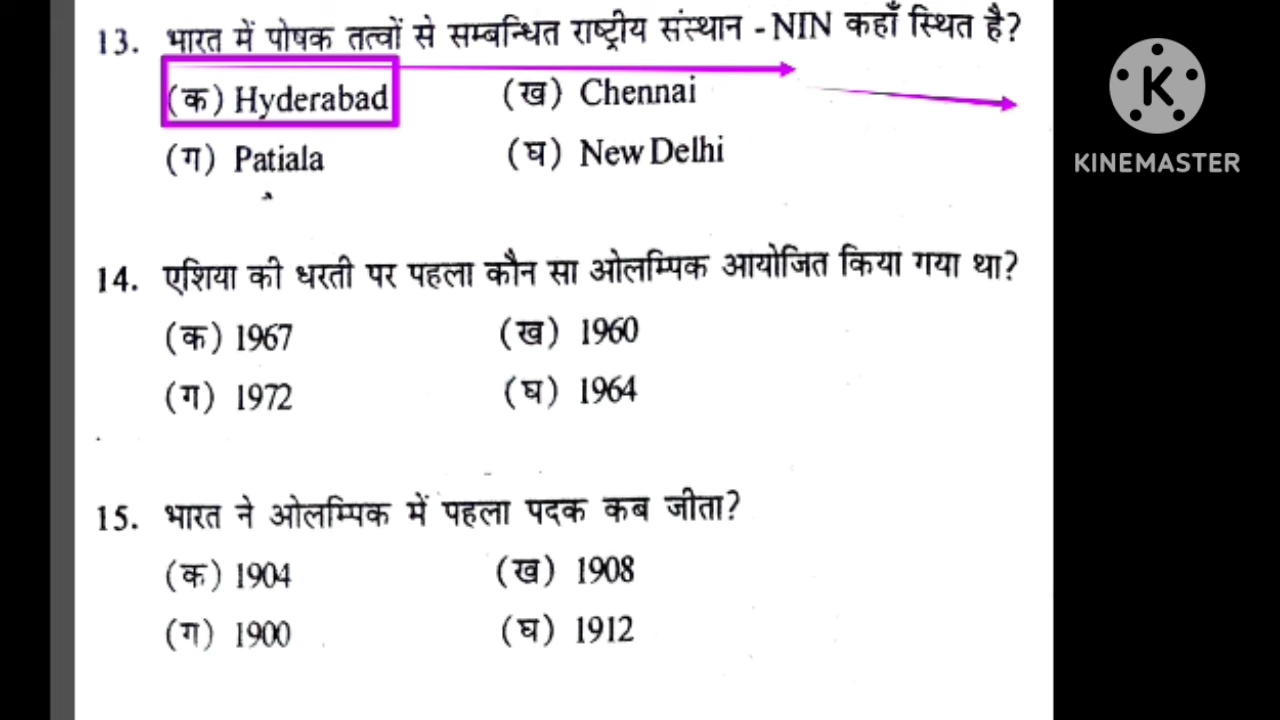 13. भारत में पोषक तत्वों से सम्बन्धित राष्ट्रीय संस्थान - NIN कहाँ स्थित है?
(क) Hyderabad (ख) Chennai
(ग) Patiala (घ) New Delhi
K
KINEMASTER
14. एशिया की धरती पर पहला कौन सा ओलम्पिक आयोजित किया गया था?
(क) 1967 (ख) 1960
(ग) 1972 (घ) 1964
15. भारत ने ओलम्पिक में पहला पदक कब जीता?
(क) 1904 (ख) 1908
(ग) 1900 (घ) 1912